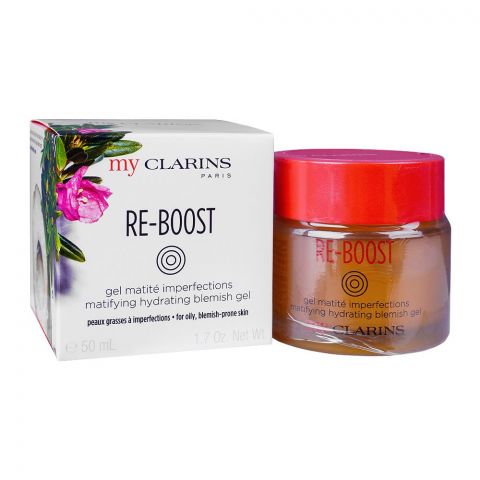 my CLARINS
PARIS
RE-BOOST
gel matité imperfections
matifying hydrating blemish gel
peaux grasses à imperfections • for oily, blemish-prone skin
℮ 50 mL 1.7 Oz. Net Wt.
RE-BOOST
gel matité imperfections
matifying hydrating blemish gel
my CLARINS